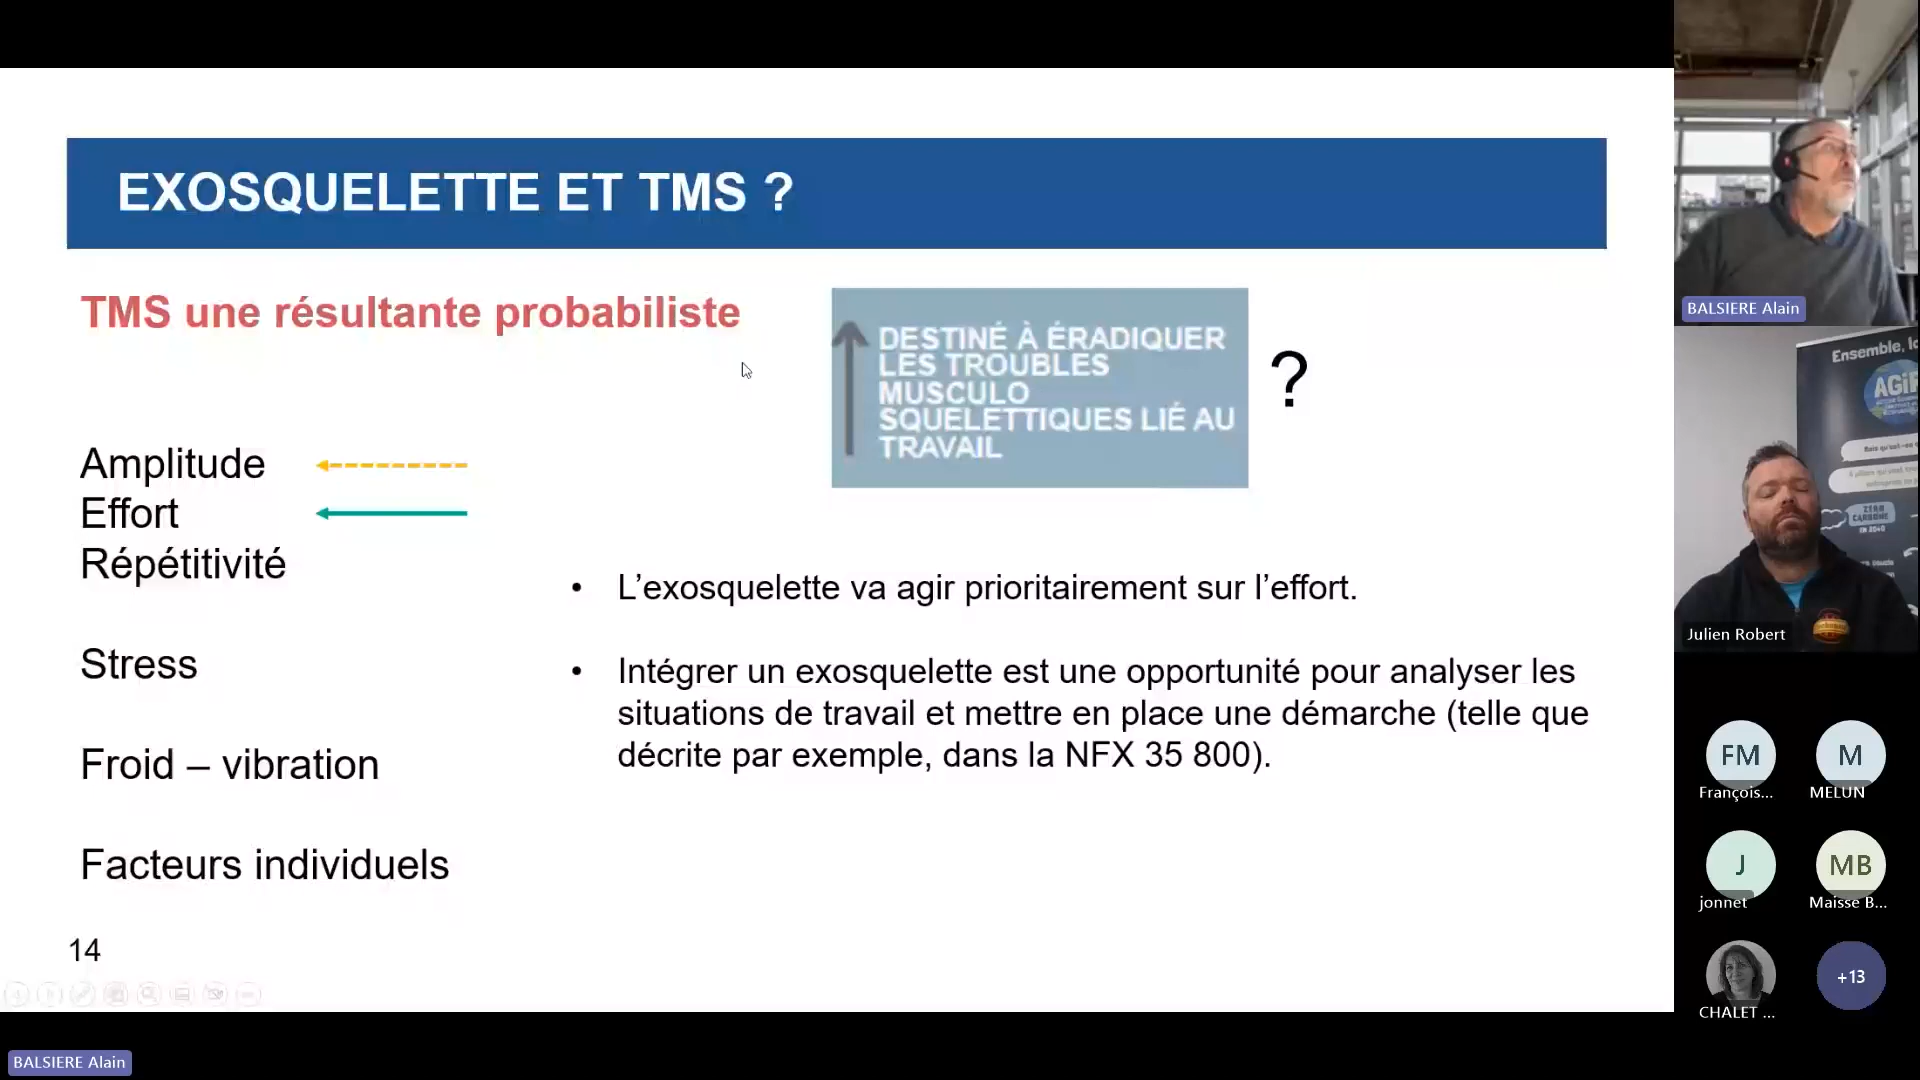 EXOSQUELETTE ET TMS ?
TMS une résultante probabiliste
DESTINÉ À ÉRADIQUER
LES TROUBLES
MUSCULO
SQUELETTIQUES LIÉ AU
TRAVAIL
?
Amplitude
Effort
Répétitivité
Stress
Froid – vibration
Facteurs individuels
• L’exosquelette va agir prioritairement sur l’effort.
• Intégrer un exosquelette est une opportunité pour analyser les
situations de travail et mettre en place une démarche (telle que
décrite par exemple, dans la NFX 35 800).
14
BALSIERE Alain
BALSIERE Alain
Ensemble,
ZÉRO
CARBONE
Julien Robert
FM
François...
M
MELUN
J
jonnet
MB
Maisse B...
CHALET ...
+13